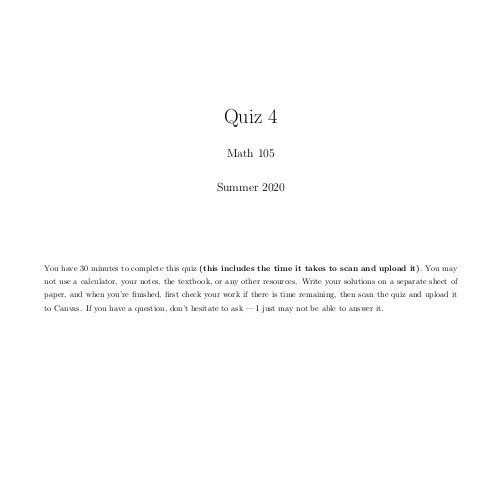 Quiz 4
Math 105
Summer 2020
You have 30 minutes to complete this quiz (this includes the time it takes to scan and upload it). You may
not use a calculator, your notes, the textbook, or any other resources. Write your solutions on a separate sheet of
paper, and when you're finished, first check your work if there is time remaining, then scan the quiz and upload it
to Canvas. If you have a question, don't hesitate to ask — I just may not be able to answer it.